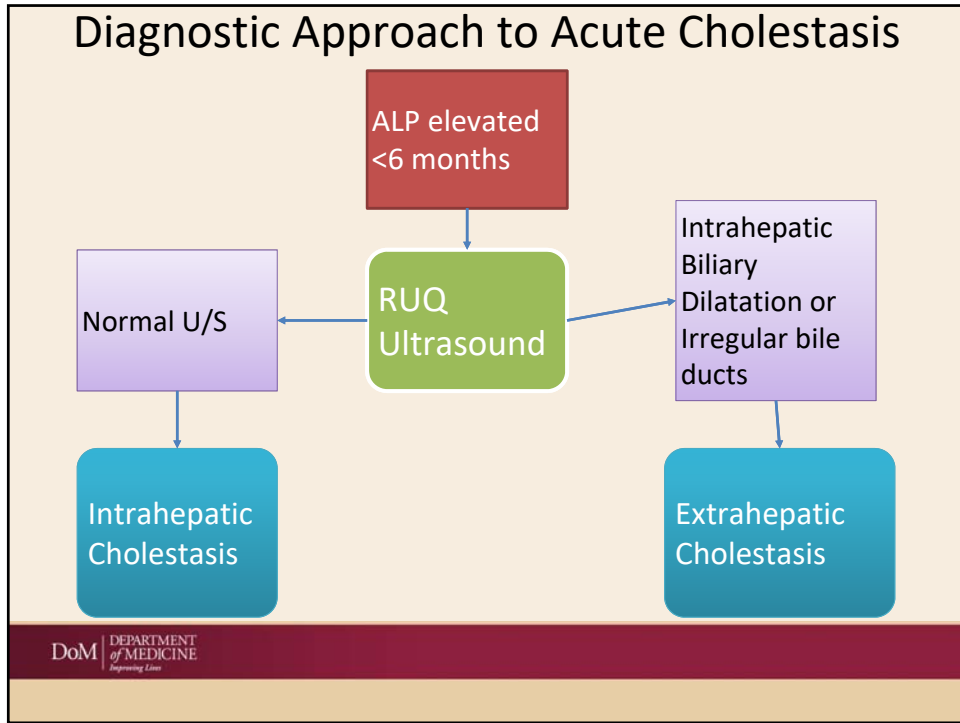 Diagnostic Approach to Acute Cholestasis
ALP elevated
<6 months
RUQ
Ultrasound
Normal U/S
Intrahepatic
Biliary
Dilatation or
Irregular bile
ducts
Intrahepatic
Cholestasis
Extrahepatic
Cholestasis
DoM
DEPARTMENT
of MEDICINE
Improving Lives